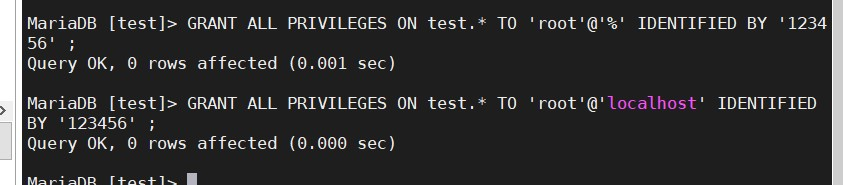 MariaDB [test]> GRANT ALL PRIVILEGES ON test.* TO 'root'@'%' IDENTIFIED BY '1234
56' ;
Query OK, 0 rows affected (0.001 sec)
MariaDB [test]> GRANT ALL PRIVILEGES ON test.* TO 'root'@'localhost' IDENTIFIED
BY '123456' ;
Query OK, 0 rows affected (0.000 sec)
MariaDB [test]>